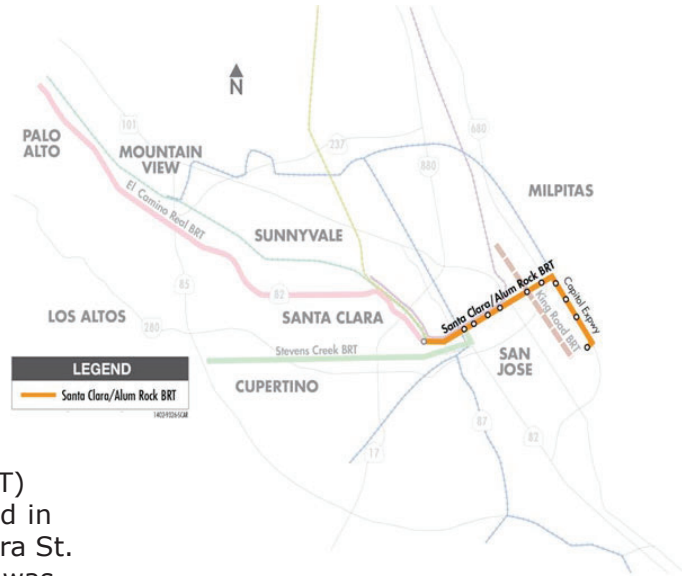 N
PALO
ALTO
101
MOUNTAIN
VIEW
237
680
880
MILPITAS
El Camino Real BRT
SUNNYVALE
85
82
Santa Clara/Alum Rock BRT
Capitol Expwy
King Road BRT
LOS ALTOS
280
SANTA CLARA
Stevens Creek BRT
SAN
JOSE
CUPERTINO
LEGEND
Santa Clara/Alum Rock BRT
17
87
82
T)
d in
ra St.
was